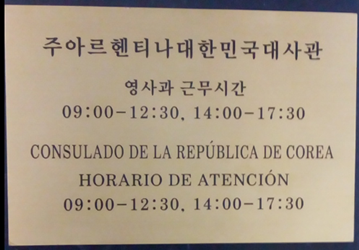 주아르헨티나대한민국대사관
영사과 근무시간
09:00-12:30, 14:00-17:30
CONSULADO DE LA REPÚBLICA DE COREA
HORARIO DE ATENCIÓN
09:00-12:30, 14:00-17:30